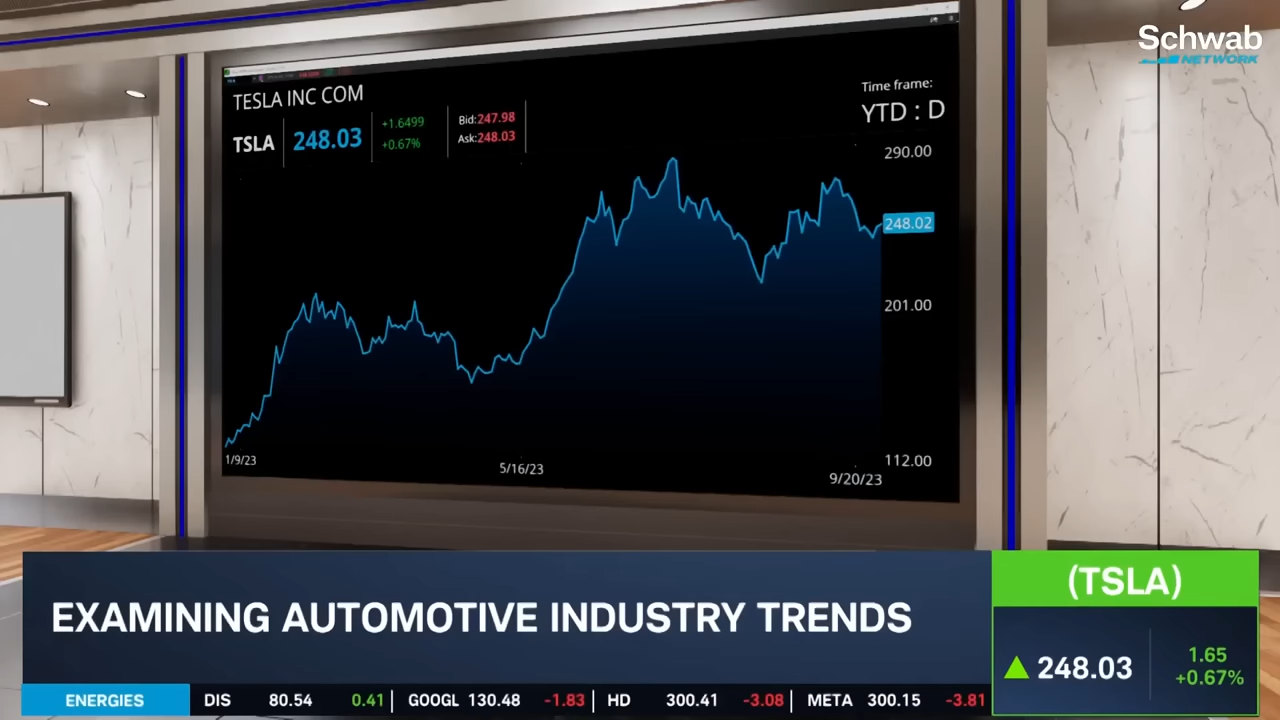 Schwab
NETWORK
TESLA INC COM
TSLA 248.03 +1.6499 +0.67% Bid:247.98 Ask:248.03
Time frame:
YTD : D
290.00
248.02
201.00
112.00
1/9/23 5/16/23 9/20/23
EXAMINING AUTOMOTIVE INDUSTRY TRENDS
(TSLA)
248.03 1.65 +0.67%
ENERGIES DIS 80.54 0.41 GOOGL 130.48 -1.83 HD 300.41 -3.08 META 300.15 -3.81